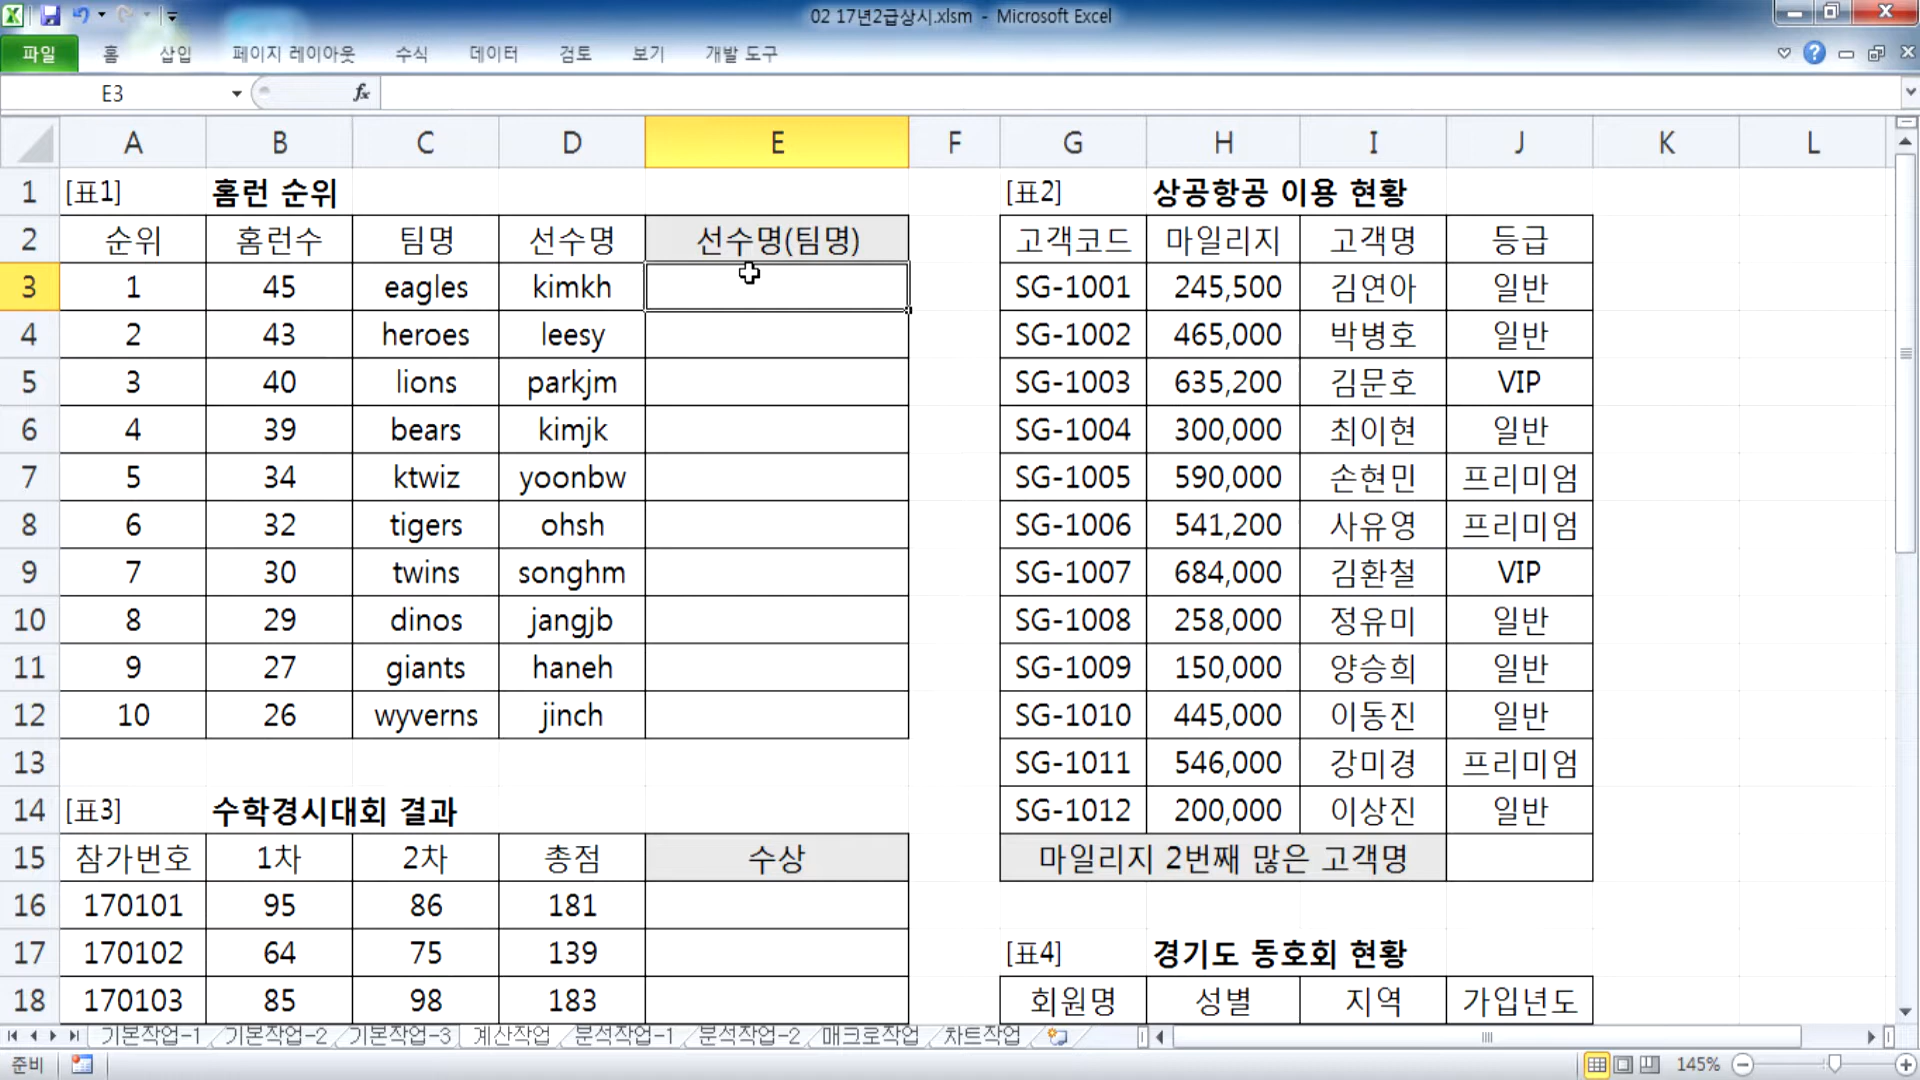 02 17년2급상시.xlsm - Microsoft Excel
파일 홈 삽입 페이지 레이아웃 수식 데이터 검토 보기 개발 도구
E3 fx
A B C D E F G H I J K L
1 [표1] 홈런 순위 [표2] 상공항공 이용 현황
2 순위 홈런수 팀명 선수명 선수명(팀명) 고객코드 마일리지 고객명 등급
3 1 45 eagles kimkh SG-1001 245,500 김연아 일반
4 2 43 heroes leesy SG-1002 465,000 박병호 일반
5 3 40 lions parkjm SG-1003 635,200 김문호 VIP
6 4 39 bears kimjk SG-1004 300,000 최이현 일반
7 5 34 ktwiz yoonbw SG-1005 590,000 손현민 프리미엄
8 6 32 tigers ohsh SG-1006 541,200 사유영 프리미엄
9 7 30 twins songhm SG-1007 684,000 김환철 VIP
10 8 29 dinos jangjb SG-1008 258,000 정유미 일반
11 9 27 giants haneh SG-1009 150,000 양승희 일반
12 10 26 wyverns jinch SG-1010 445,000 이동진 일반
13 SG-1011 546,000 강미경 프리미엄
14 [표3] 수학경시대회 결과 SG-1012 200,000 이상진 일반
15 참가번호 1차 2차 총점 수상 마일리지 2번째 많은 고객명
16 170101 95 86 181
17 170102 64 75 139 [표4] 경기도 동호회 현황
18 170103 85 98 183 회원명 성별 지역 가입년도
기본작업-1 기본작업-2 기본작업-3 계산작업 분석작업-1 분석작업-2 매크로작업 차트작업
준비 145%